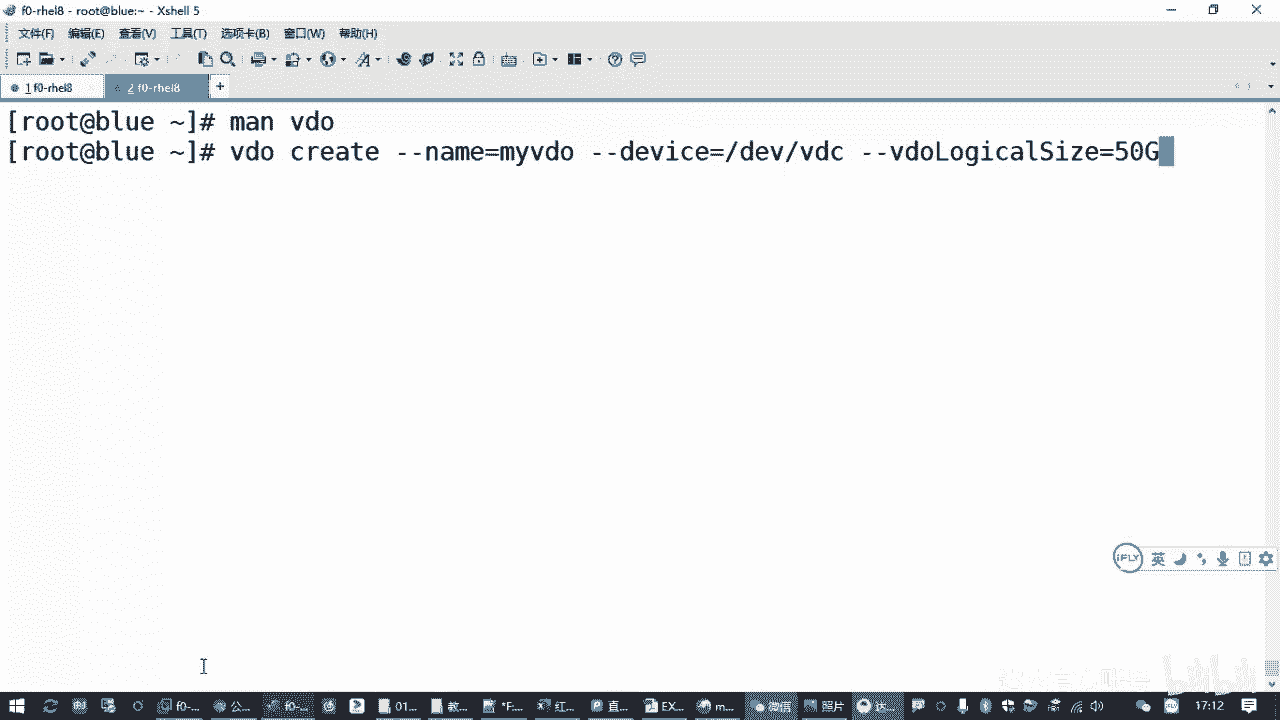 f0-rhel8 - root@blue:~ - Xshell 5
文件(F) 编辑(E) 查看(V) 工具(T) 选项卡(B) 窗口(W) 帮助(H)
1 f0-rhel8
2 f0-rhel8
[root@blue ~]# man vdo
[root@blue ~]# vdo create --name=myvdo --device=/dev/vdc --vdoLogicalSize=50G
iFLY 英
f0-... 公... f0-... 01... 教... *F... 红... P 直... EX... m... 微信 照片 17:12